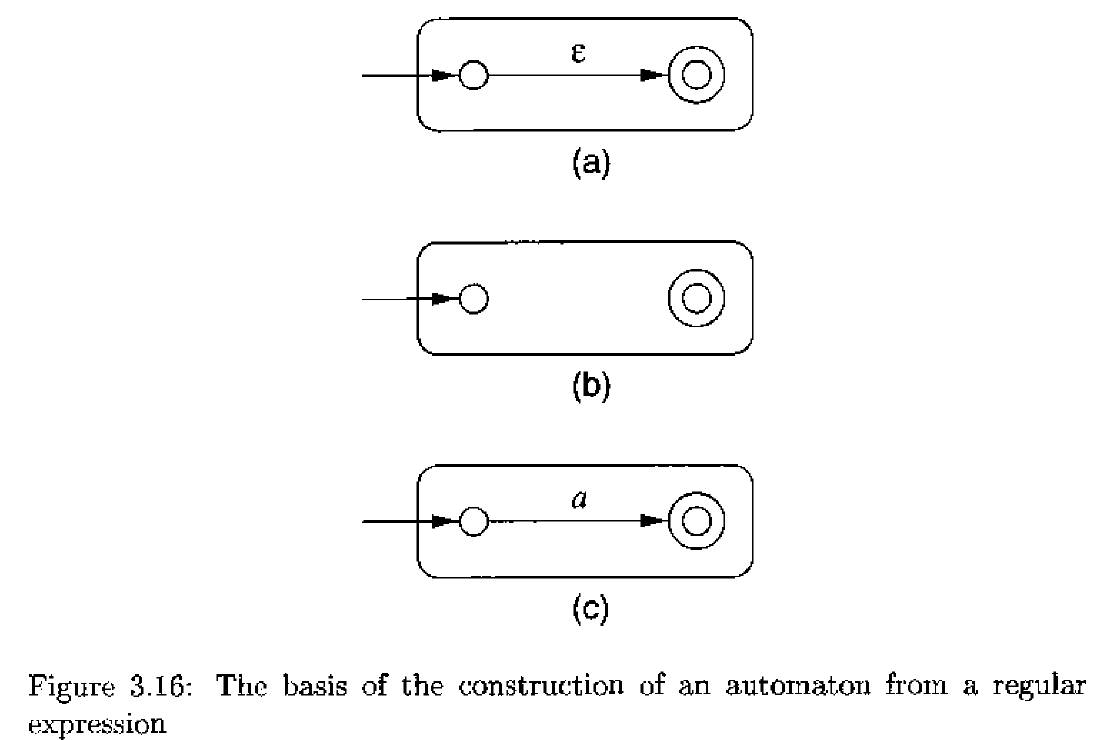 ε
(a)
(b)
a
(c)
Figure 3.16: The basis of the construction of an automaton from a regular
expression